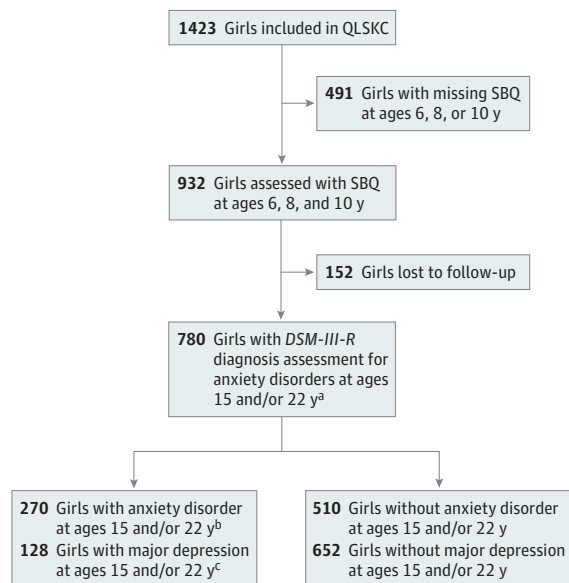 1423 Girls included in QLSKC
491 Girls with missing SBQ
at ages 6, 8, or 10 y
932 Girls assessed with SBQ
at ages 6, 8, and 10 y
152 Girls lost to follow-up
780 Girls with DSM-III-R
diagnosis assessment for
anxiety disorders at ages
15 and/or 22 yᵃ
270 Girls with anxiety disorder
at ages 15 and/or 22 yᵇ
128 Girls with major depression
at ages 15 and/or 22 yᶜ
510 Girls without anxiety disorder
at ages 15 and/or 22 y
652 Girls without major depression
at ages 15 and/or 22 y